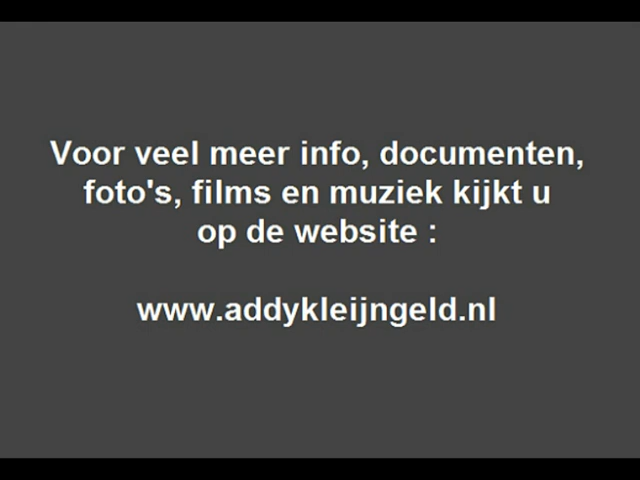 Voor veel meer info, documenten,
foto's, films en muziek kijkt u
op de website :
www.addykleijngeld.nl